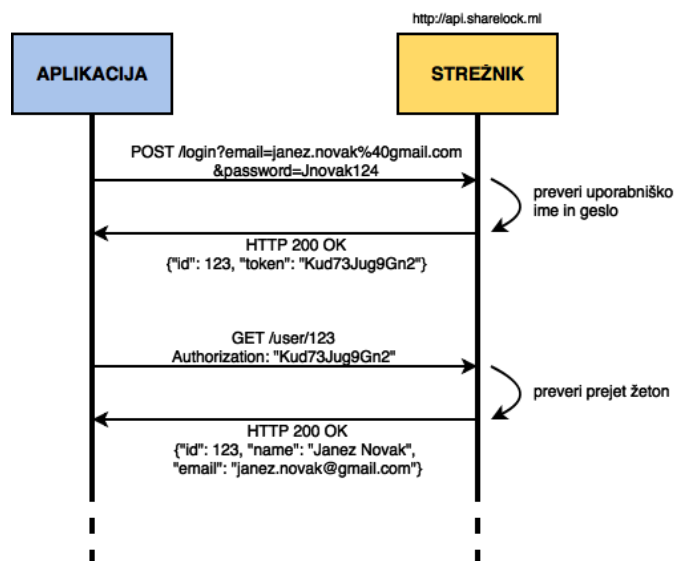 http://api.sharelock.ml
APLIKACIJA
STREŽNIK
POST /login?email=janez.novak%40gmail.com
&password=Jnovak124
preveri uporabniško
ime in geslo
HTTP 200 OK
{"id": 123, "token": "Kud73Jug9Gn2"}
GET /user/123
Authorization: "Kud73Jug9Gn2"
preveri prejet žeton
HTTP 200 OK
{"id": 123, "name": "Janez Novak",
"email": "janez.novak@gmail.com"}